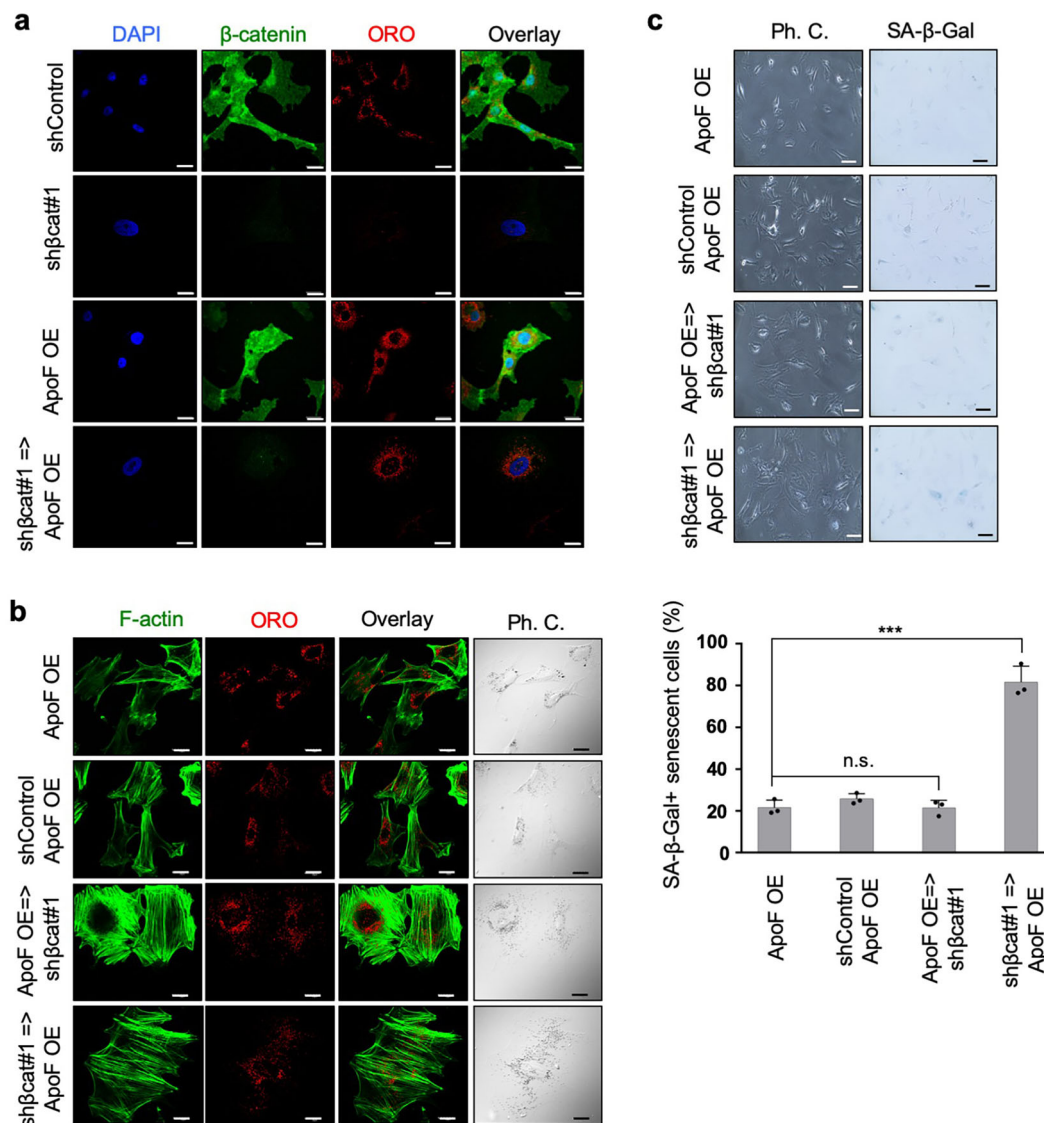 a
DAPI β-catenin ORO Overlay
shControl
shβcat#1
ApoF OE
shβcat#1 =>
ApoF OE
b
F-actin ORO Overlay Ph. C.
ApoF OE
shControl
ApoF OE
ApoF OE=>
shβcat#1
shβcat#1 =>
ApoF OE
c
Ph. C. SA-β-Gal
ApoF OE
shControl
ApoF OE
ApoF OE=>
shβcat#1
shβcat#1 =>
ApoF OE
SA-β-Gal+ senescent cells (%)
100
80
60
40
20
0
***
n.s.
ApoF OE
shControl
ApoF OE
ApoF OE=>
shβcat#1
shβcat#1 =>
ApoF OE